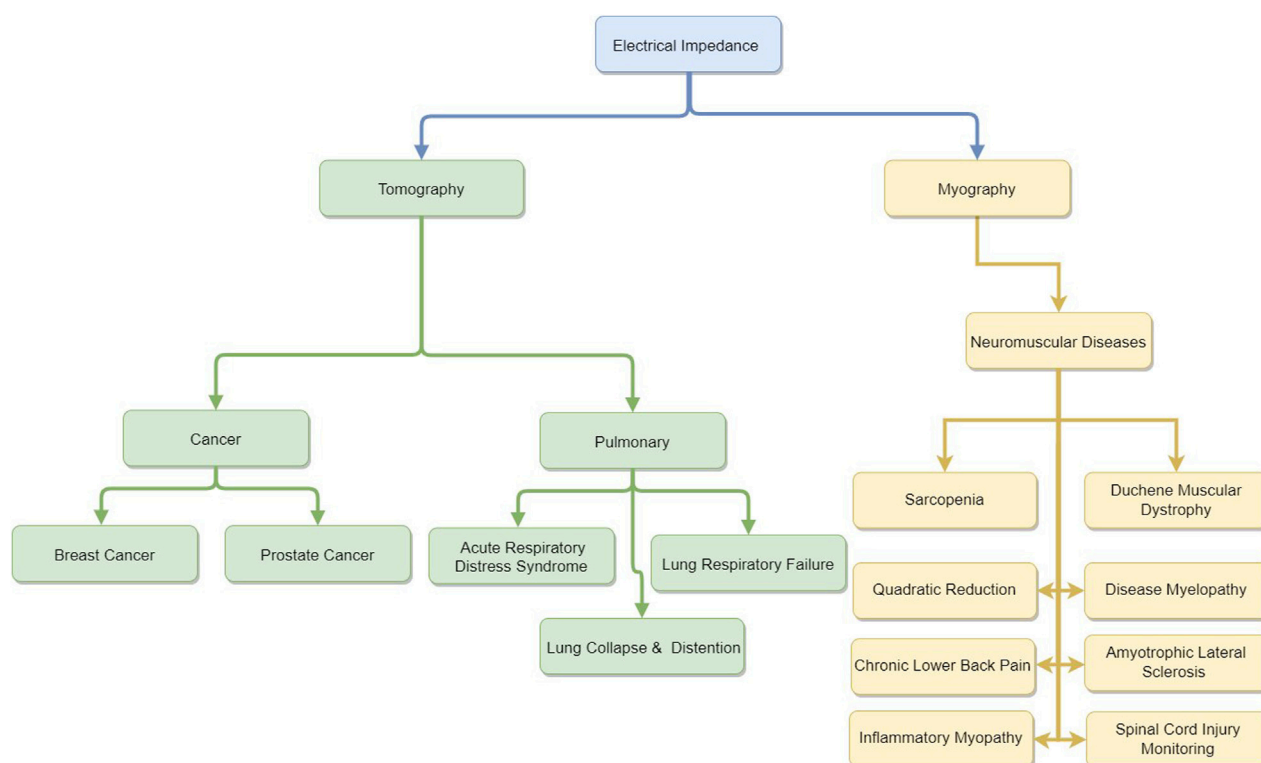 Electrical Impedance
Tomography
Myography
Neuromuscular Diseases
Cancer
Pulmonary
Breast Cancer
Prostate Cancer
Acute Respiratory
Distress Syndrome
Lung Respiratory Failure
Lung Collapse & Distention
Sarcopenia
Duchene Muscular
Dystrophy
Quadratic Reduction
Disease Myelopathy
Chronic Lower Back Pain
Amyotrophic Lateral
Sclerosis
Inflammatory Myopathy
Spinal Cord Injury
Monitoring